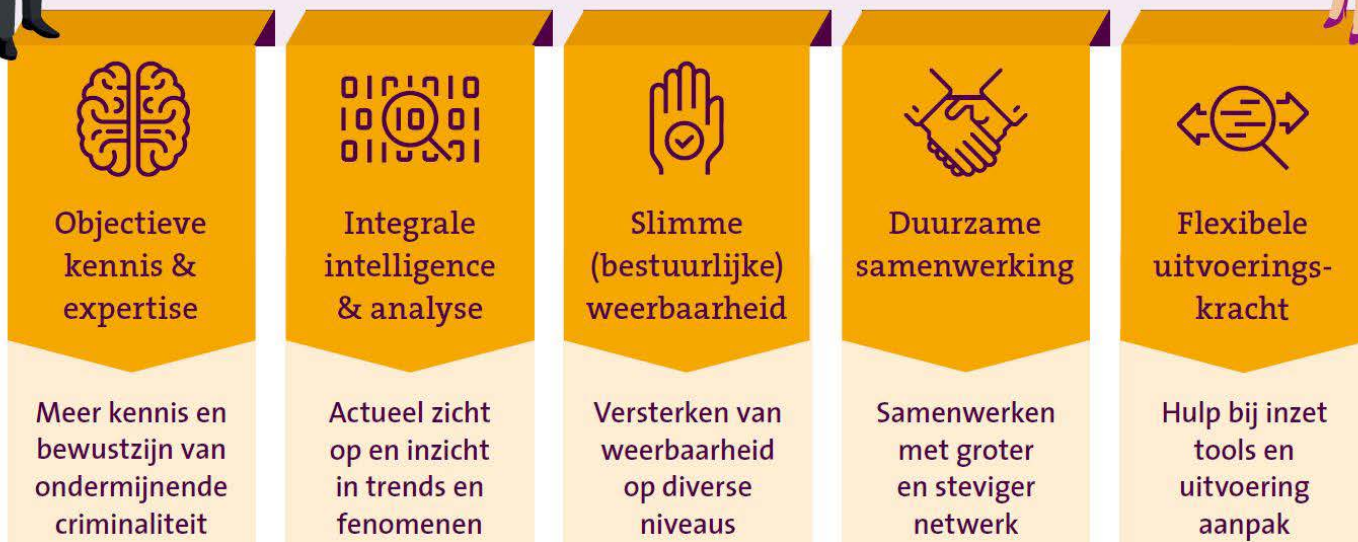 Objectieve
kennis &
expertise
Meer kennis en
bewustzijn van
ondermijnende
criminaliteit
Integrale
intelligence
& analyse
Actueel zicht
op en inzicht
in trends en
fenomenen
Slimme
(bestuurlijke)
weerbaarheid
Versterken van
weerbaarheid
op diverse
niveaus
Duurzame
samenwerking
Samenwerken
met groter
en steviger
netwerk
Flexibele
uitvoerings-
kracht
Hulp bij inzet
tools en
uitvoering
aanpak